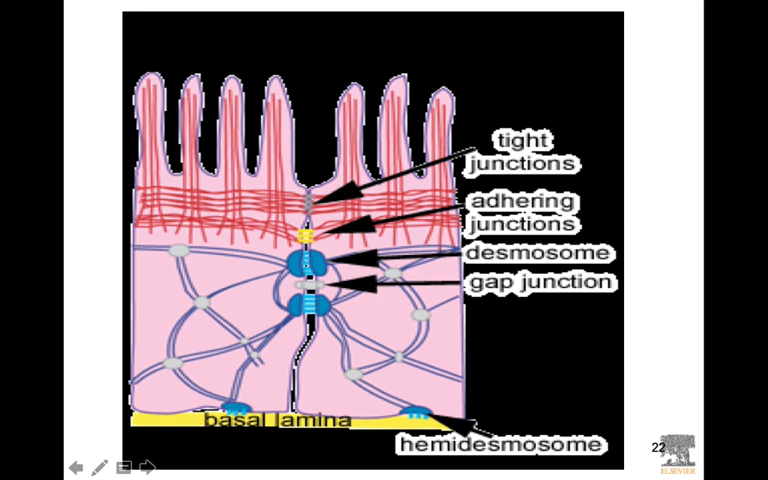 tight
junctions
adhering
junctions
desmosome
gap junction
basal lamina
hemidesmosome
22
ELSEVIER